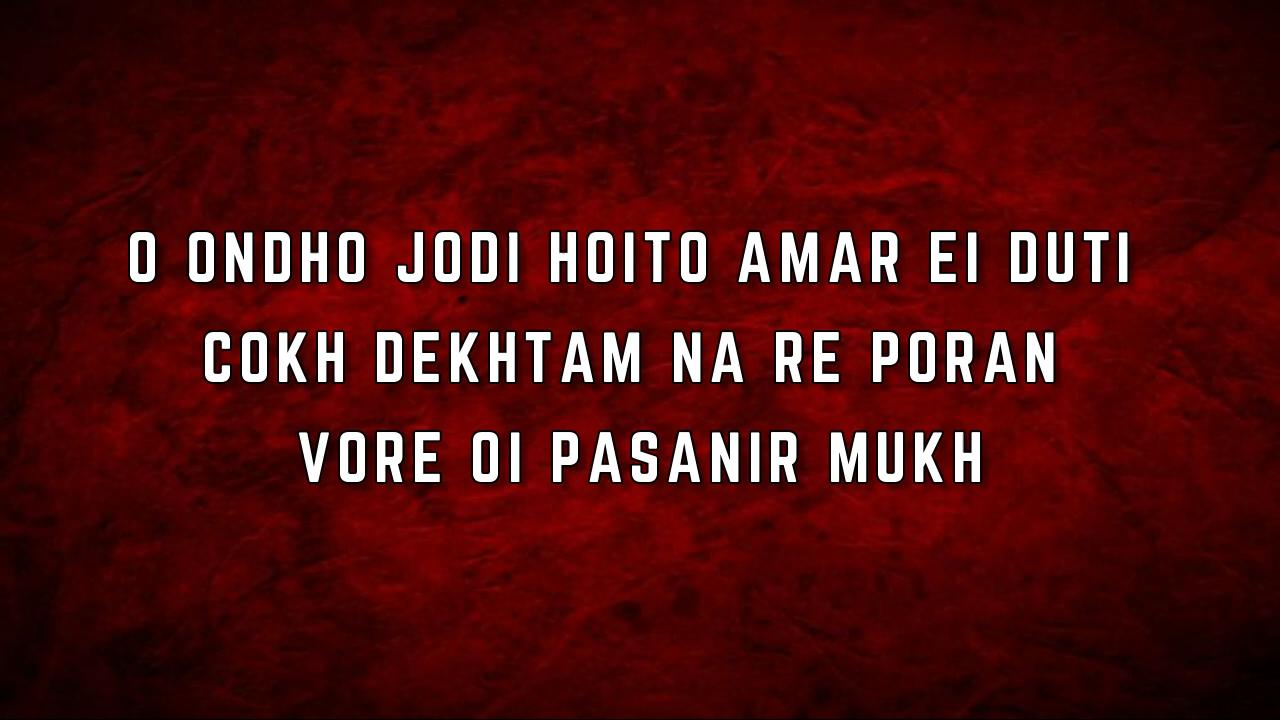 O ONDHO JODI HOITO AMAR EI DUTI
COKH DEKHTAM NA RE PORAN
VORE OI PASANIR MUKH